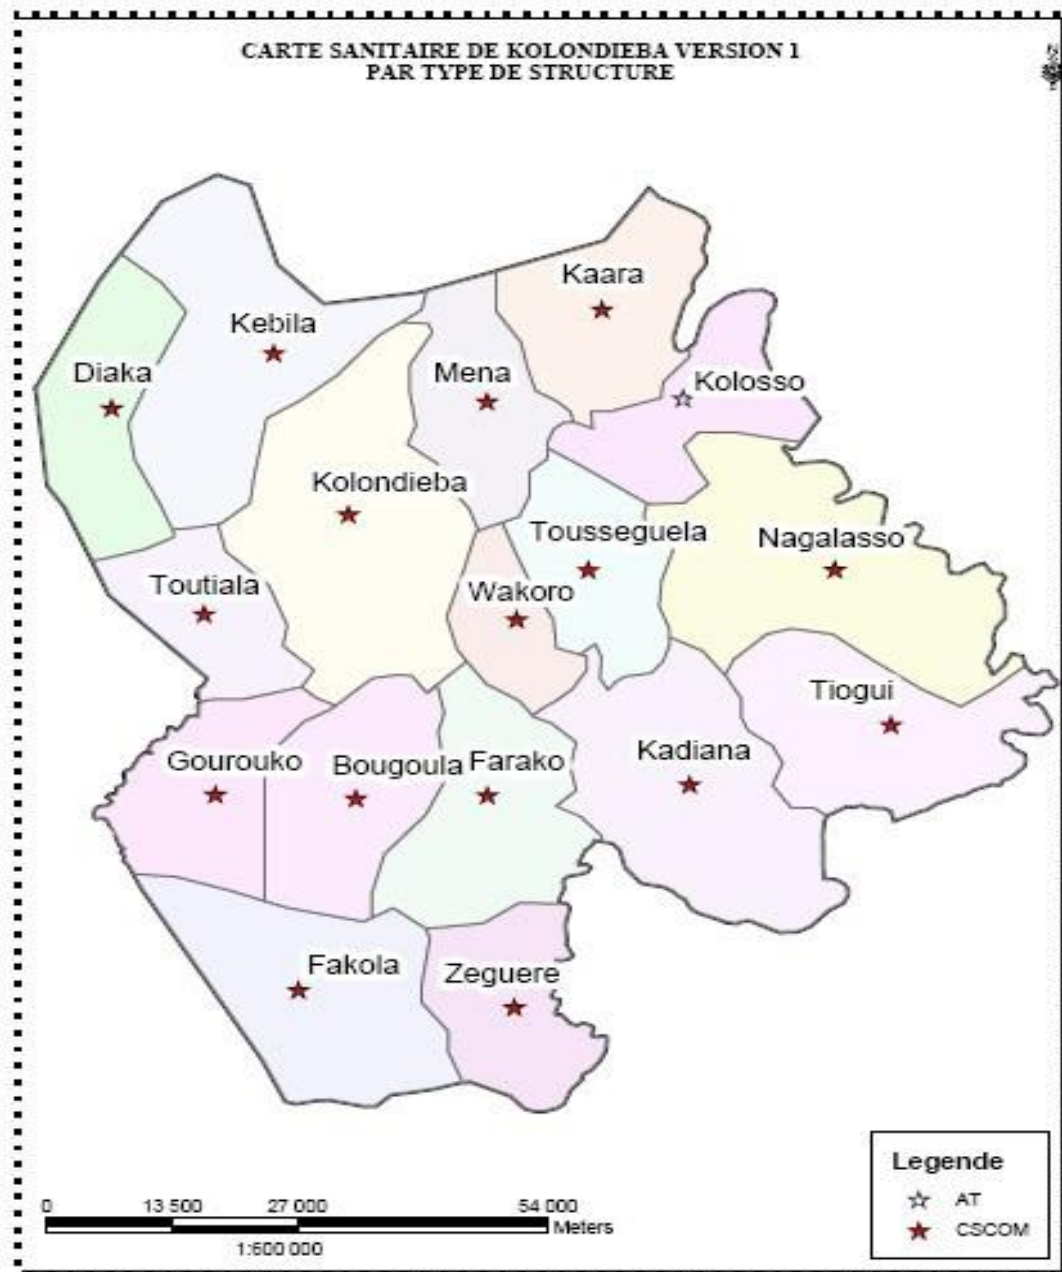 CARTE SANITAIRE DE KOLONDIEBA VERSION 1
PAR TYPE DE STRUCTURE
Kaara
Kebila
Diaka
Mena
Kolosso
Kolondieba
Tousseguela
Nagalasso
Toutiala
Wakoro
Tiogui
Gourouko
Bougoula
Farako
Kadiana
Fakola
Zeguere
Legende
AT
CSCOM
0 13 500 27 000 54 000
Meters
1:600 000